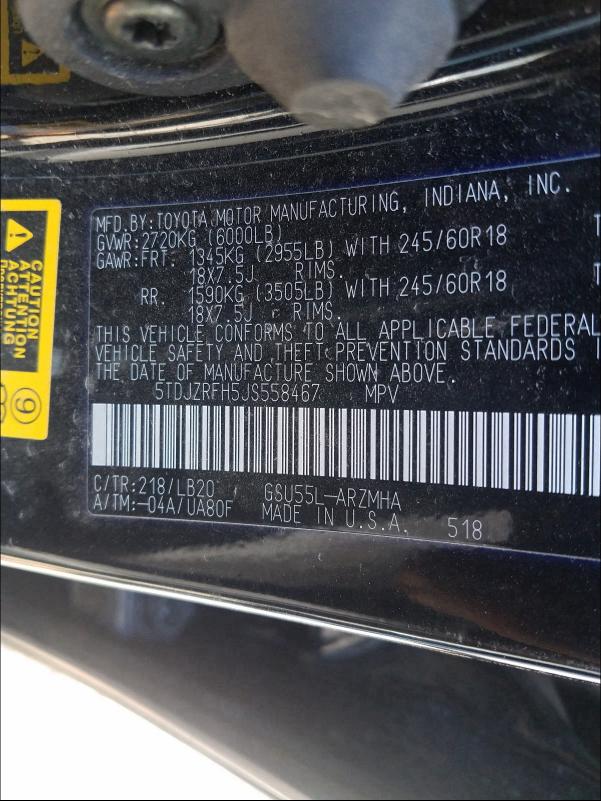 MFD.BY:TOYOTA MOTOR MANUFACTURING, INDIANA, INC.
GVWR:2720KG (6000LB)
GAWR:FRT. 1345KG (2955LB) WITH 245/60R18
18X7.5J RIMS.
RR. 1590KG (3505LB) WITH 245/60R18
18X7.5J RIMS.
THIS VEHICLE CONFORMS TO ALL APPLICABLE FEDERAL
VEHICLE SAFETY AND THEFT PREVENTION STANDARDS
THE DATE OF MANUFACTURE SHOWN ABOVE.
5TDJZRFH5JS558467 MPV
C/TR:218/LB20 GSU55L-ARZMHA
A/TM:-04A/UA80F MADE IN U.S.A. 518
CAUTION
ATTENTION
ACHTUNG
9